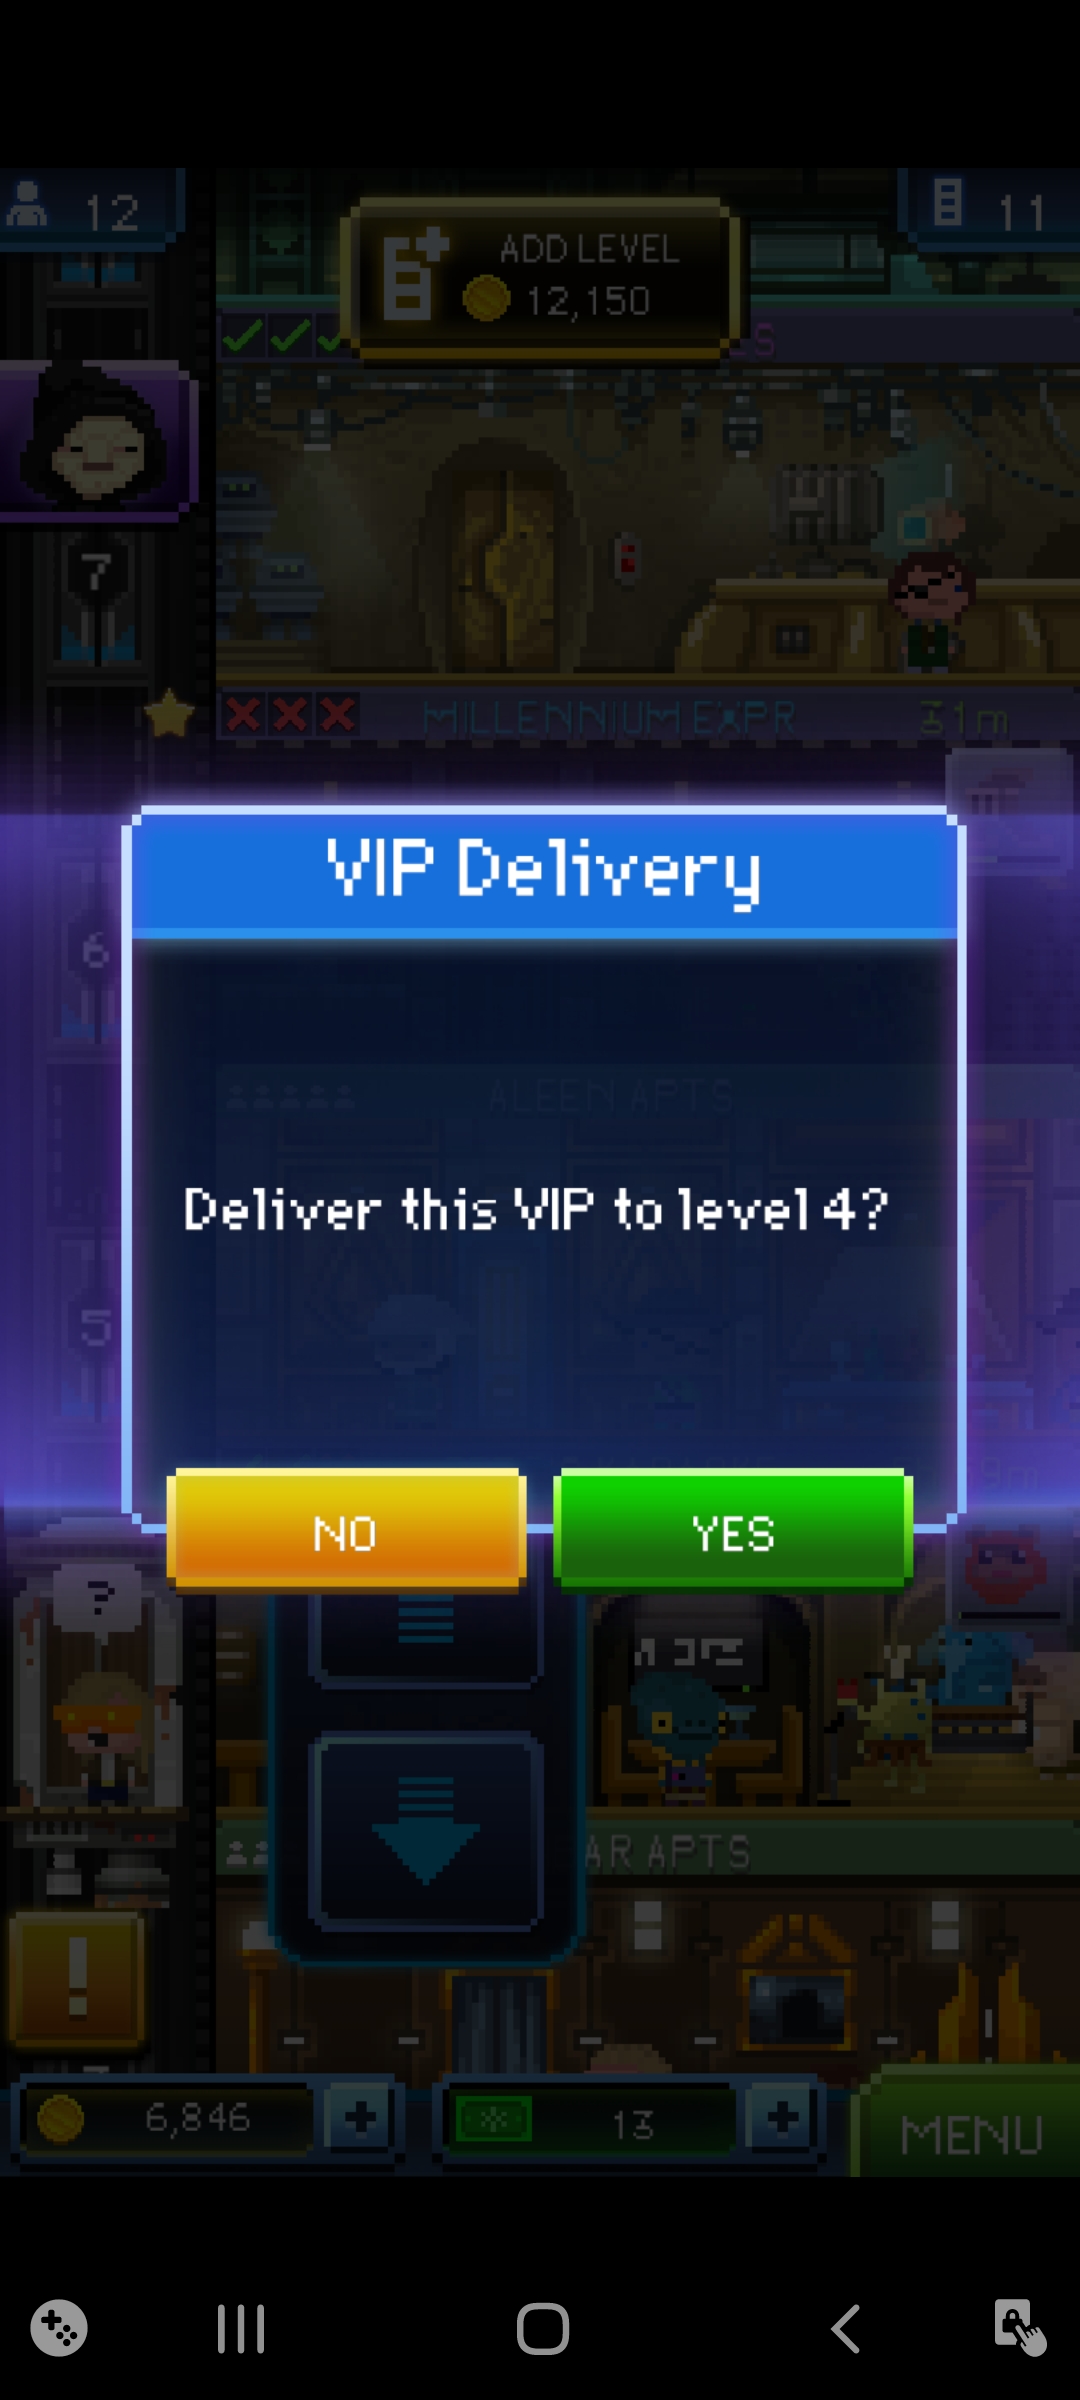 12
ADD LEVEL
12,150
11
7
MILLENNIUM EXPR
31m
VIP Delivery
6
ALEEN APTS
Deliver this VIP to level 4?
5
NO
YES
?
AR APTS
!
6,846
+
13
+
MENU